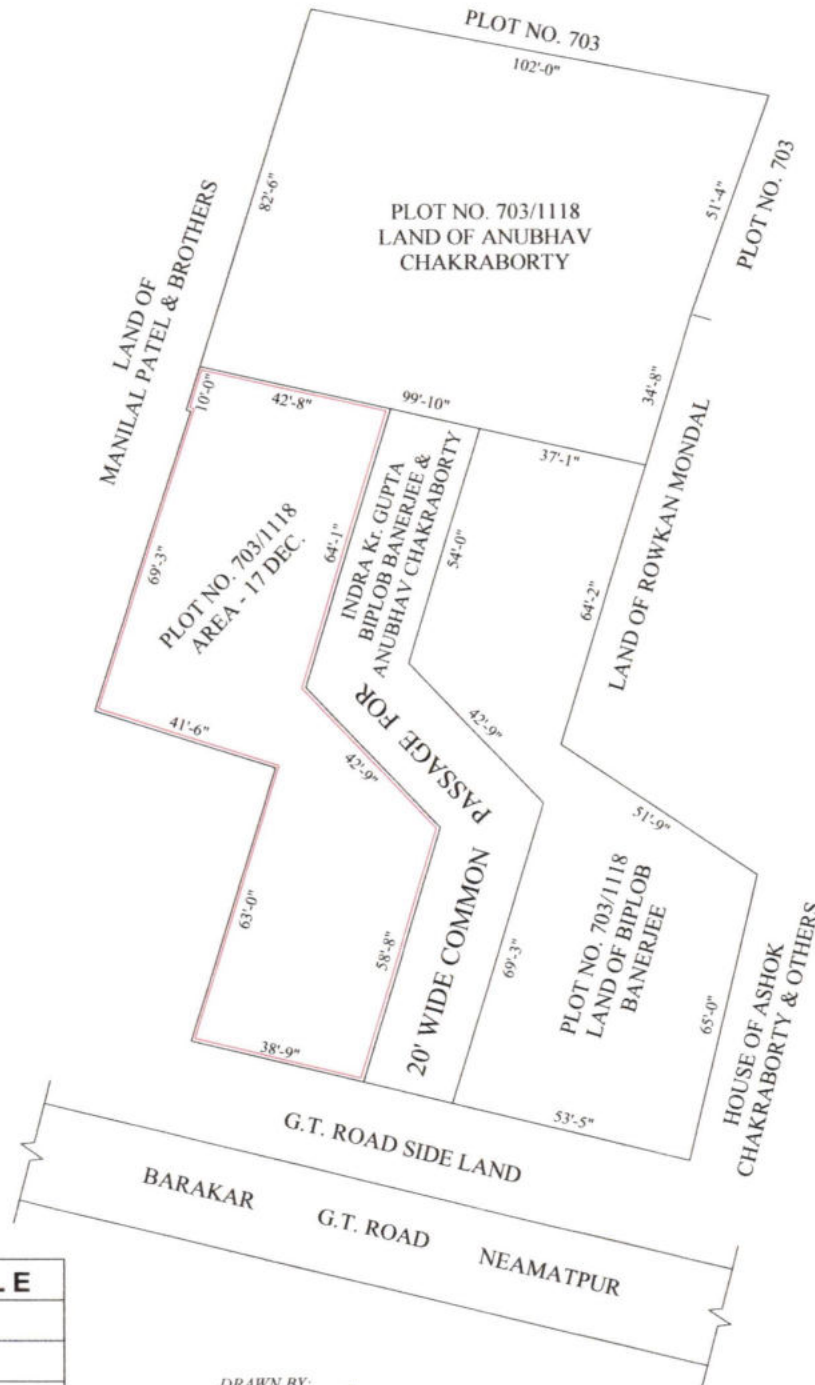 PLOT NO. 703
102'-0"
82'-6"
51'-4"
PLOT NO. 703
PLOT NO. 703/1118
LAND OF ANUBHAV
CHAKRABORTY
LAND OF
MANILAL PATEL & BROTHERS
10'-0"
42'-8"
99'-10"
37'-1"
34'-8"
69'-3"
PLOT NO. 703/1118
AREA - 17 DEC.
64'-1"
INDRA Kr. GUPTA
BIPLOB BANERJEE &
ANUBHAV CHAKRABORTY
54'-0"
64'-2"
LAND OF ROWKAN MONDAL
41'-6"
42'-9"
PASSAGE FOR
42'-9"
51'-9"
63'-0"
58'-8"
20' WIDE COMMON
69'-3"
PLOT NO. 703/1118
LAND OF BIPLOB
BANERJEE
65'-0"
HOUSE OF ASHOK
CHAKRABORTY & OTHERS
38'-9"
53'-5"
G.T. ROAD SIDE LAND
BARAKAR
G.T. ROAD
NEAMATPUR
DRAWN BY: